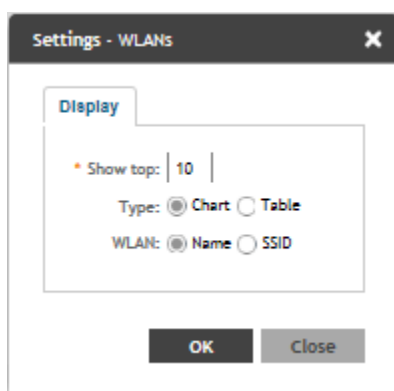 Settings - WLANs
Display
* Show top: 10
Type: Chart Table
WLAN: Name SSID
OK Close